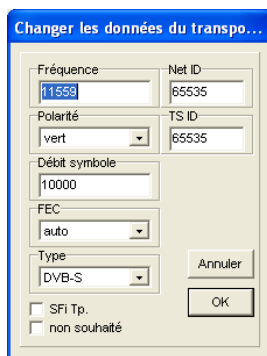 Changer les données du transpo...
Fréquence
Net ID
11559
65535
Polarité
TS ID
vert
65535
Débit symbole
10000
FEC
auto
Type
DVB-S
Annuler
SFi Tp.
OK
non souhaité